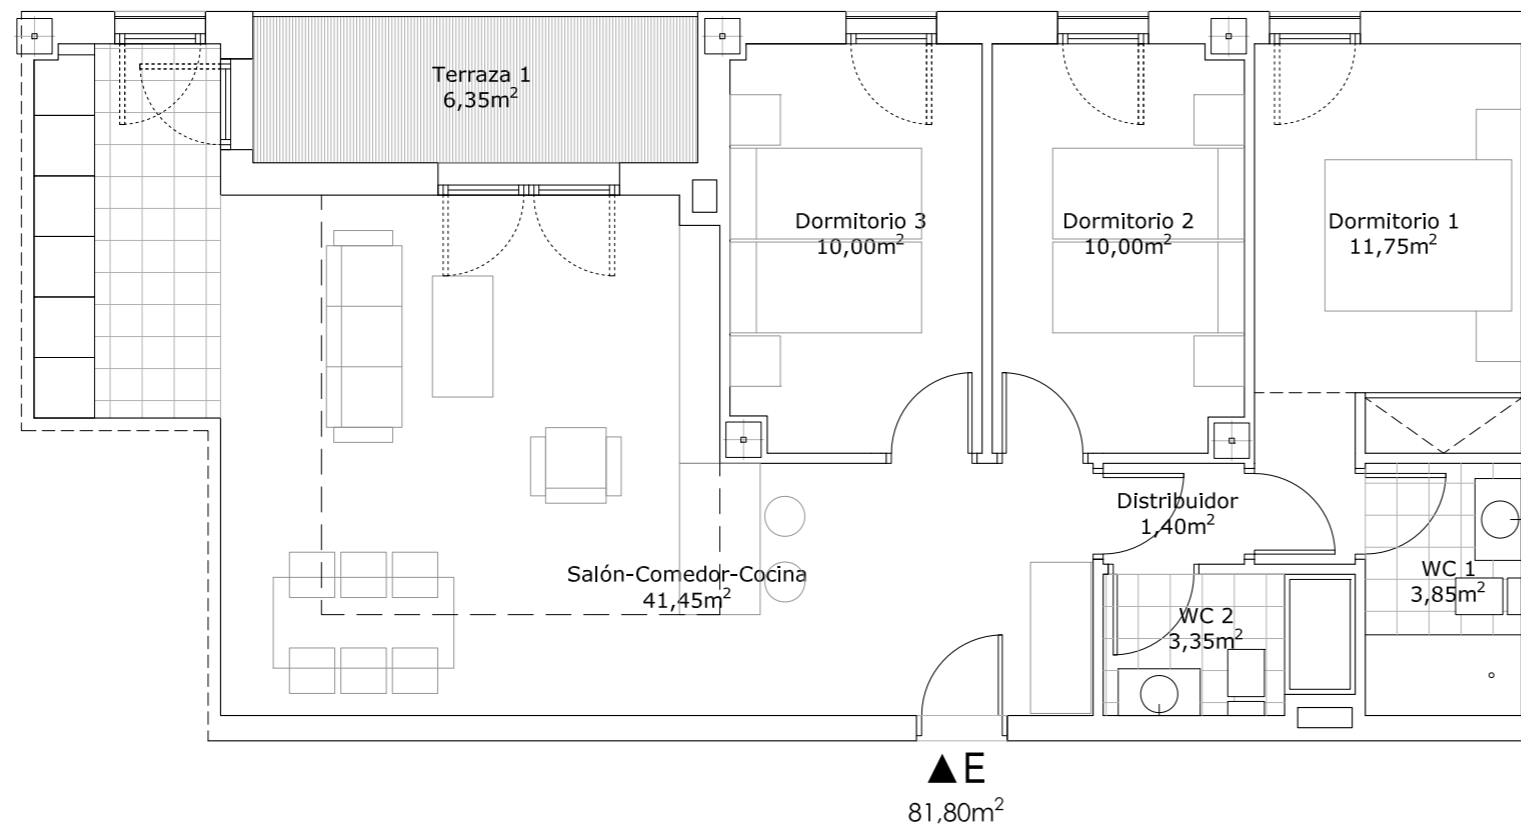 Terraza 1
6,35m²
Dormitorio 3
10,00m²
Dormitorio 2
10,00m²
Dormitorio 1
11,75m²
Distribuidor
1,40m²
Salón-Comedor-Cocina
41,45m²
WC 1
3,85m²
WC 2
3,35m²
▲E
81,80m²